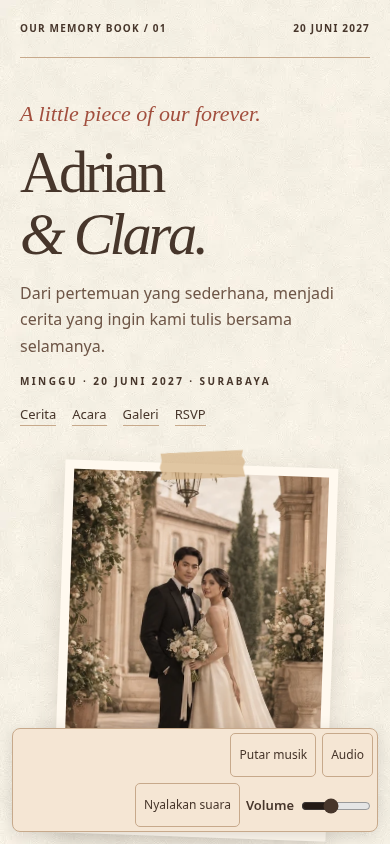 OUR MEMORY BOOK / 01
20 JUNI 2027
A little piece of our forever.
Adrian
& Clara.
Dari pertemuan yang sederhana, menjadi
cerita yang ingin kami tulis bersama
selamanya.
MINGGU · 20 JUNI 2027 · SURABAYA
Cerita Acara Galeri RSVP
Putar musik Audio
Nyalakan suara Volume